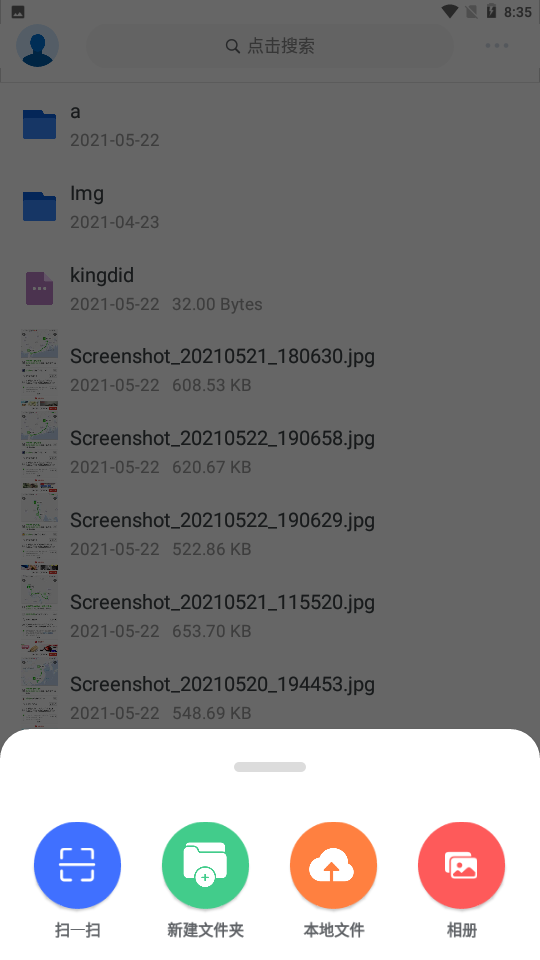 8:35
点击搜索
a
2021-05-22
Img
2021-04-23
kingdid
2021-05-22 32.00 Bytes
Screenshot_20210521_180630.jpg
2021-05-22 608.53 KB
Screenshot_20210522_190658.jpg
2021-05-22 620.67 KB
Screenshot_20210522_190629.jpg
2021-05-22 522.86 KB
Screenshot_20210521_115520.jpg
2021-05-22 653.70 KB
Screenshot_20210520_194453.jpg
2021-05-22 548.69 KB
扫一扫 新建文件夹 本地文件 相册